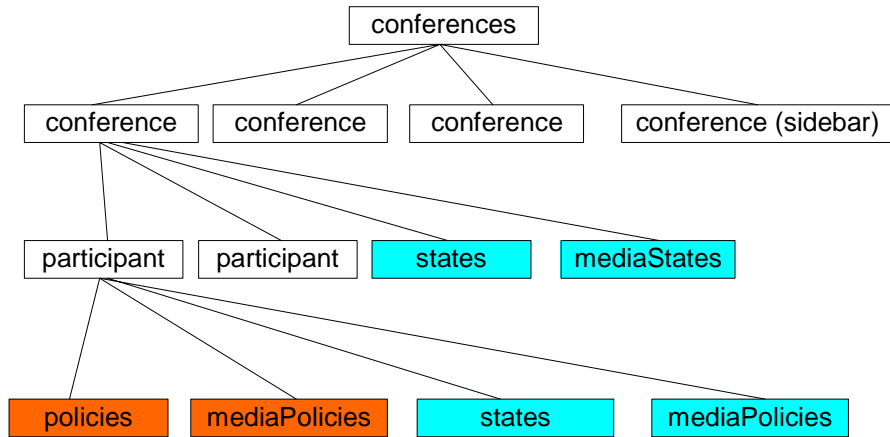 conferences
conference
conference
conference
conference (sidebar)
participant
participant
states
mediaStates
policies
mediaPolicies
states
mediaPolicies